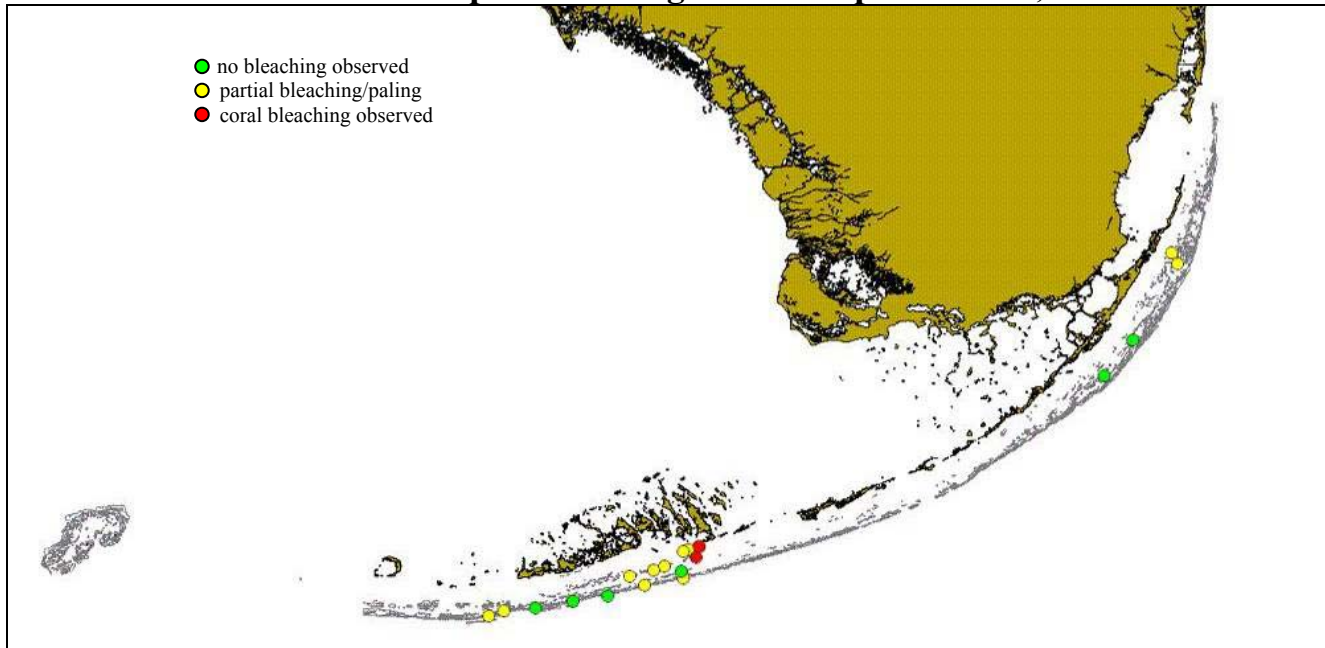 no bleaching observed
partial bleaching/paling
coral bleaching observed